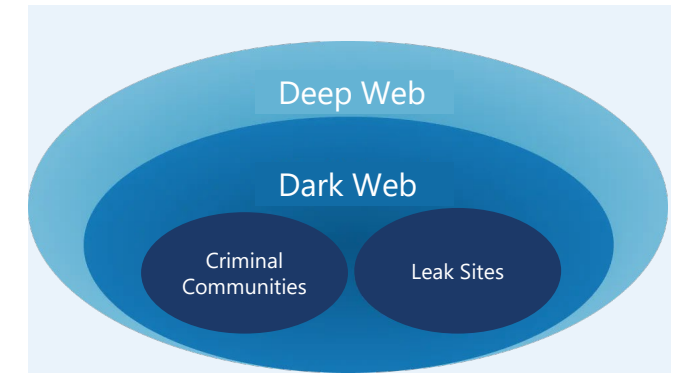 Deep Web
Dark Web
Criminal
Communities
Leak Sites